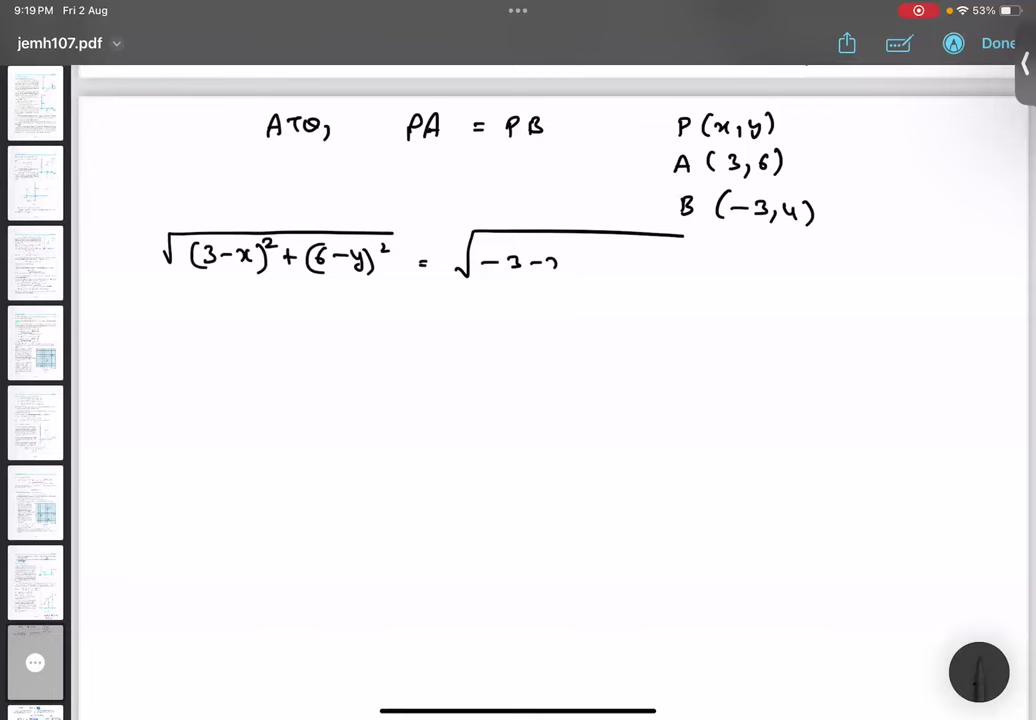 9:19 PM Fri 2 Aug
53%
jemh107.pdf
Done
ATQ, PA = PB P(x,y)
A (3,6)
B (-3,4)
√(3-x)² + (6-y)² = √-3-